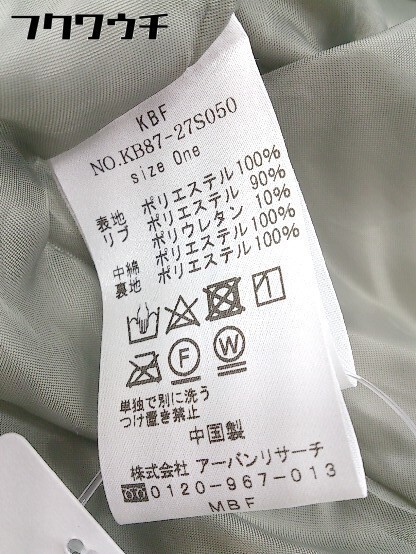 フクワウチ
KBF
NO.KB87-27S050
size One
表地 ポリエステル100%
リブ ポリエステル 90%
ポリウレタン 10%
中綿 ポリエステル100%
裏地 ポリエステル100%
F W
単独で別に洗う
つけ置き禁止
中国製
株式会社 アーバンリサーチ
0120-967-013
MBF